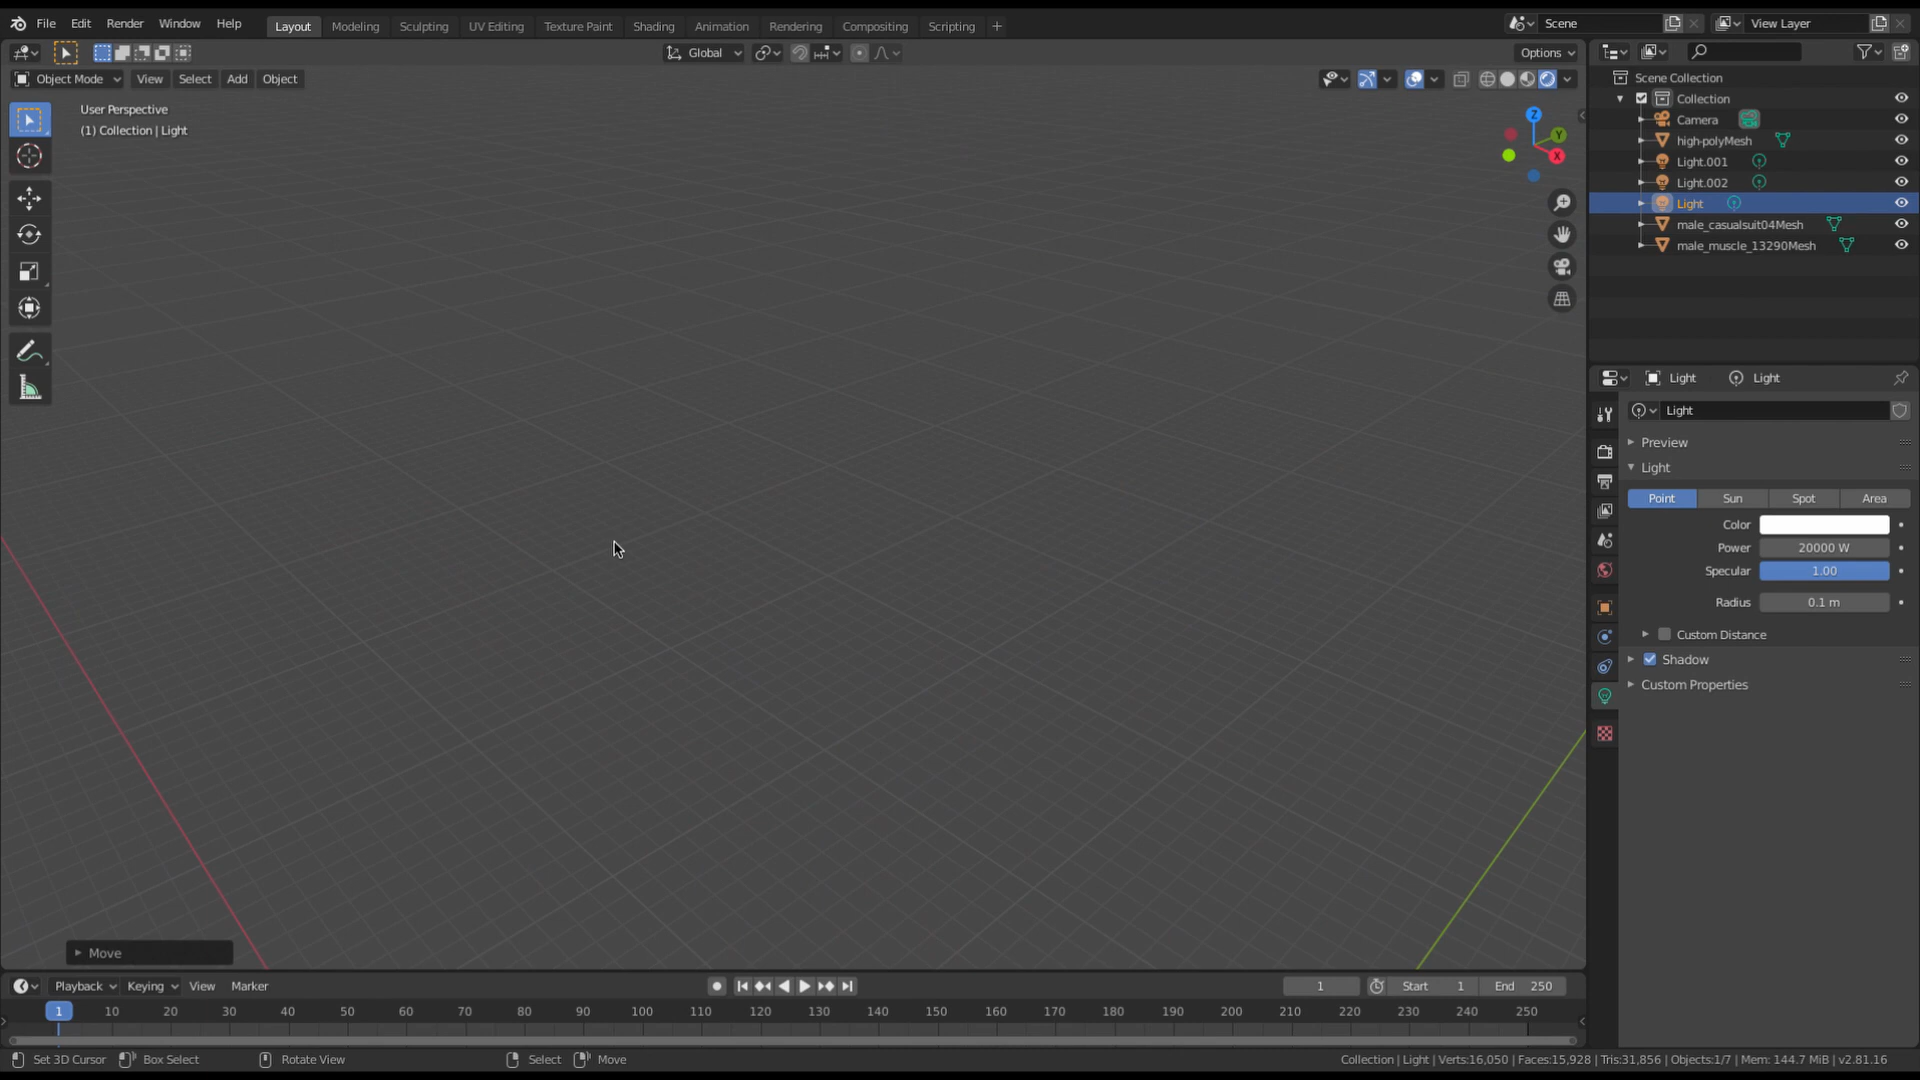 File Edit Render Window Help Layout Modeling Sculpting UV Editing Texture Paint Shading Animation Rendering Compositing Scripting + Scene View Layer
Global Options
Object Mode View Select Add Object
User Perspective
(1) Collection | Light
Z
Y
X
Scene Collection
Collection
Camera
high-polyMesh
Light.001
Light.002
Light
male_casualsuit04Mesh
male_muscle_13290Mesh
Light Light
Light
Preview
Light
Point Sun Spot Area
Color
Power 20000 W
Specular 1.00
Radius 0.1 m
Custom Distance
Shadow
Custom Properties
Move
Playback Keying View Marker 1 Start 1 End 250
1 10 20 30 40 50 60 70 80 90 100 110 120 130 140 150 160 170 180 190 200 210 220 230 240 250
Set 3D Cursor Box Select Rotate View Select Move Collection | Light | Verts:16,050 | Faces:15,928 | Tris:31,856 | Objects:1/7 | Mem: 144.7 MiB | v2.81.16